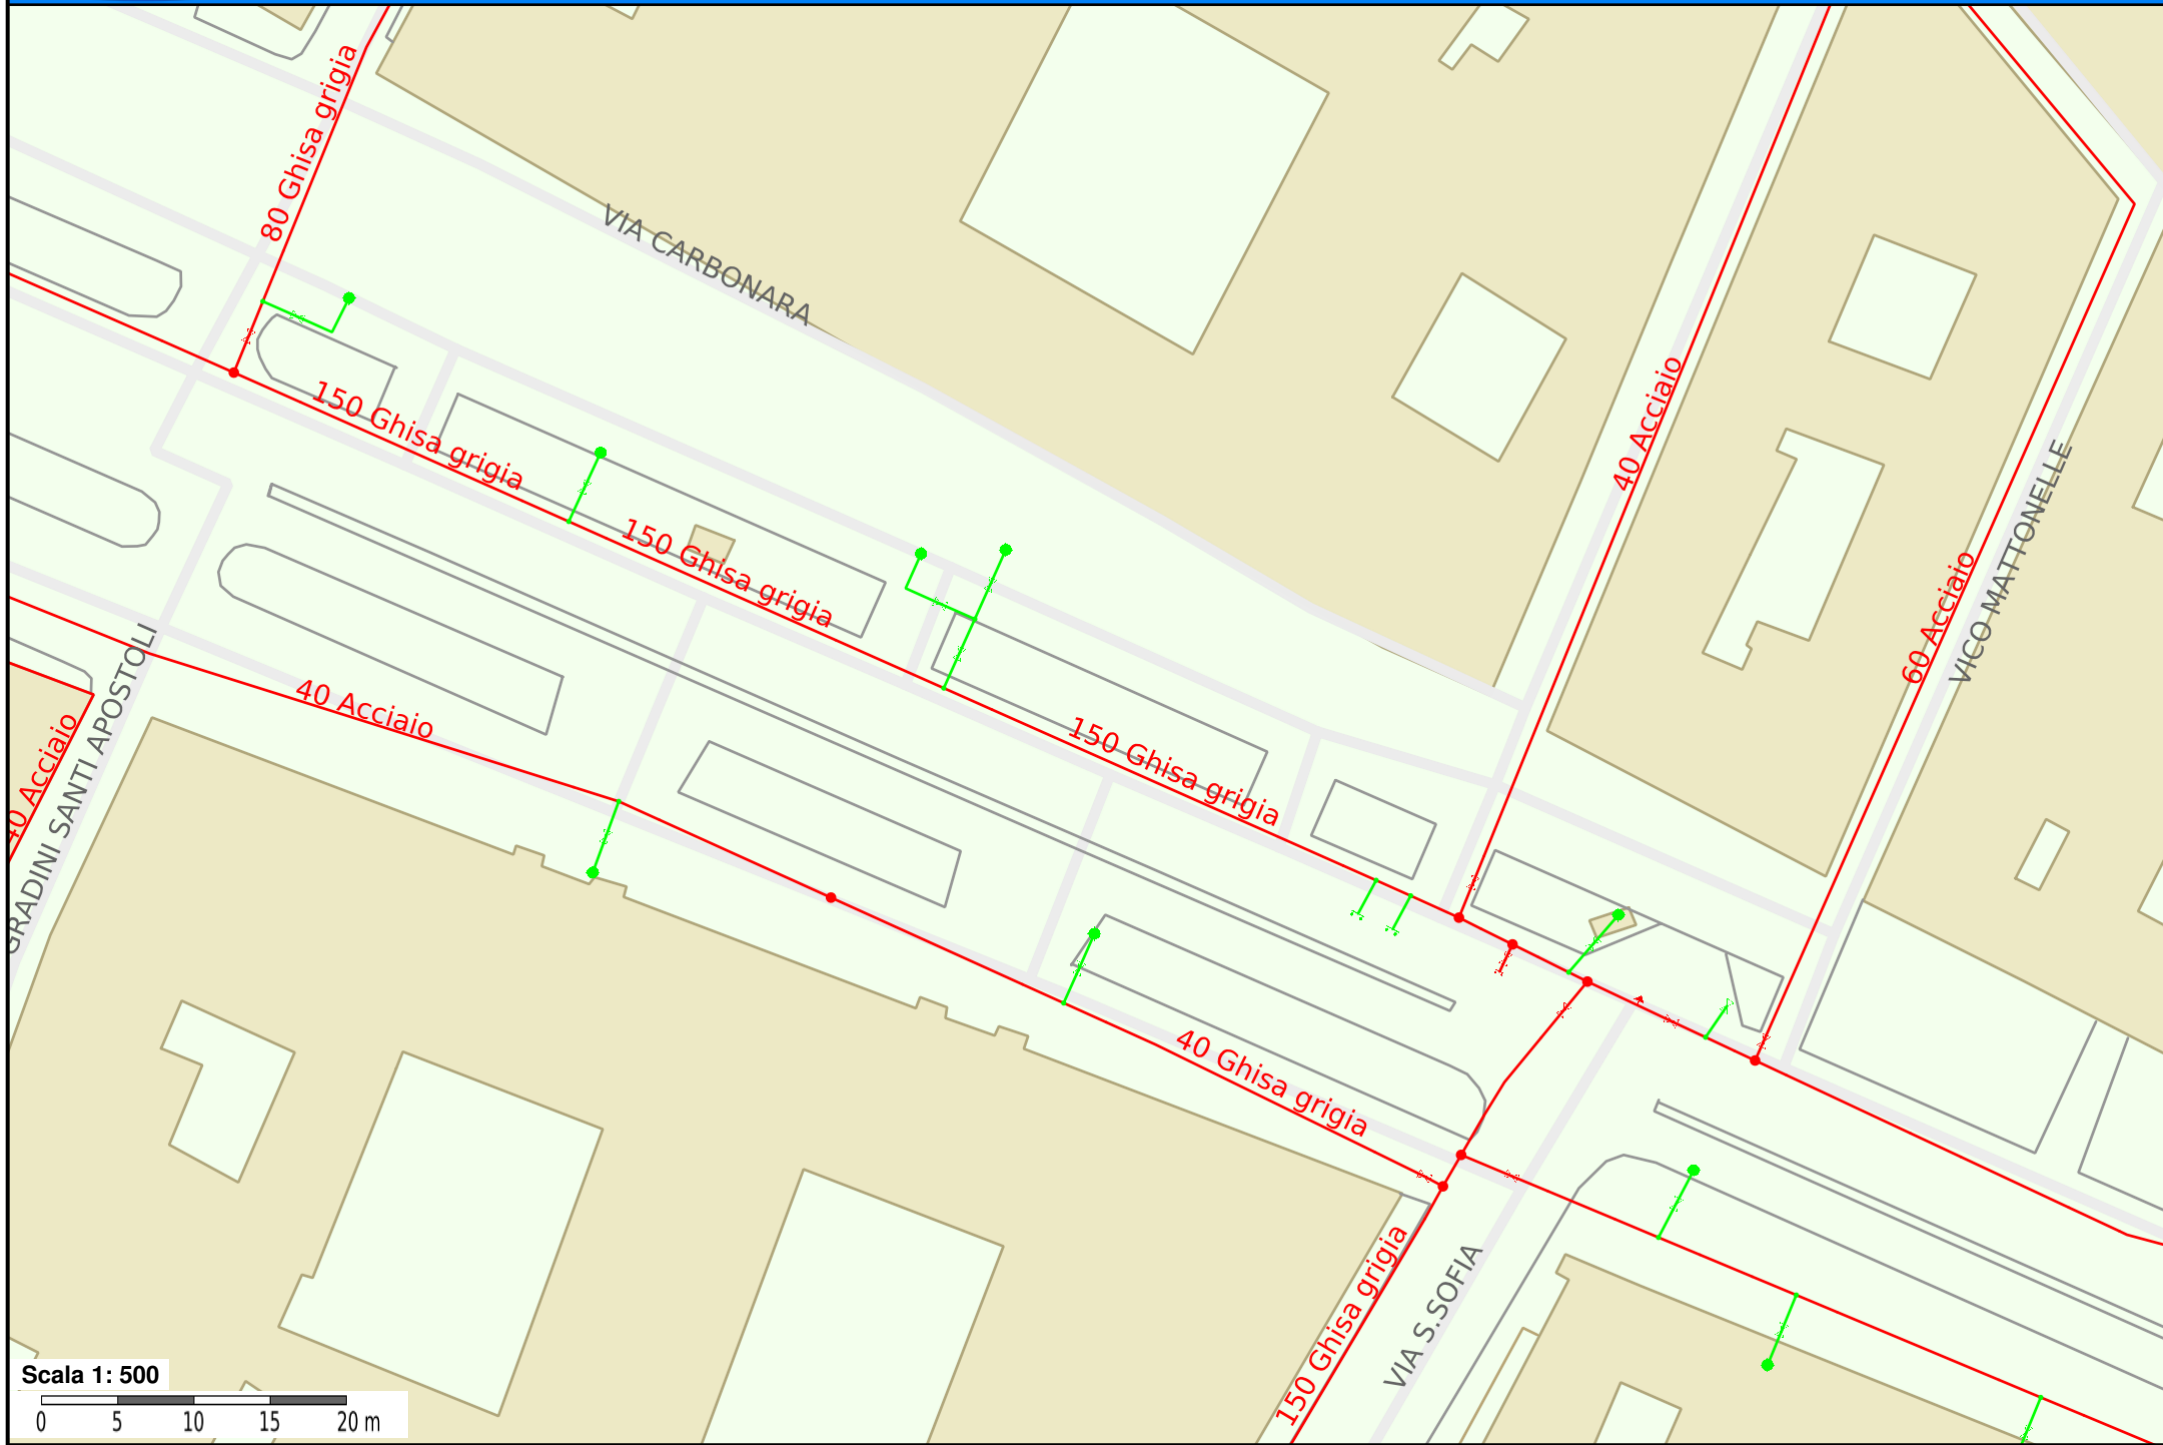 80 Ghisa grigia
VIA CARBONARA
150 Ghisa grigia
150 Ghisa grigia
40 Acciaio
60 Acciaio
VICO MATTONELLE
40 Acciaio
40 Acciaio
GRADINI SANTI APOSTOLI
150 Ghisa grigia
40 Ghisa grigia
150 Ghisa grigia
VIA S.SOFIA
Scala 1: 500
0 5 10 15 20 m